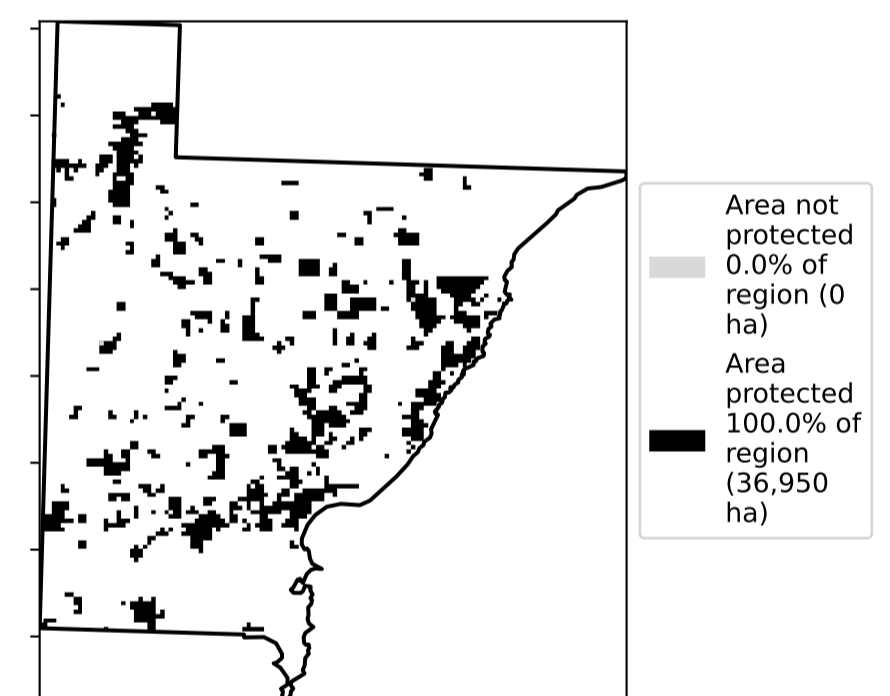 Area not
protected
0.0% of
region (0
ha)
Area
protected
100.0% of
region
(36,950
ha)